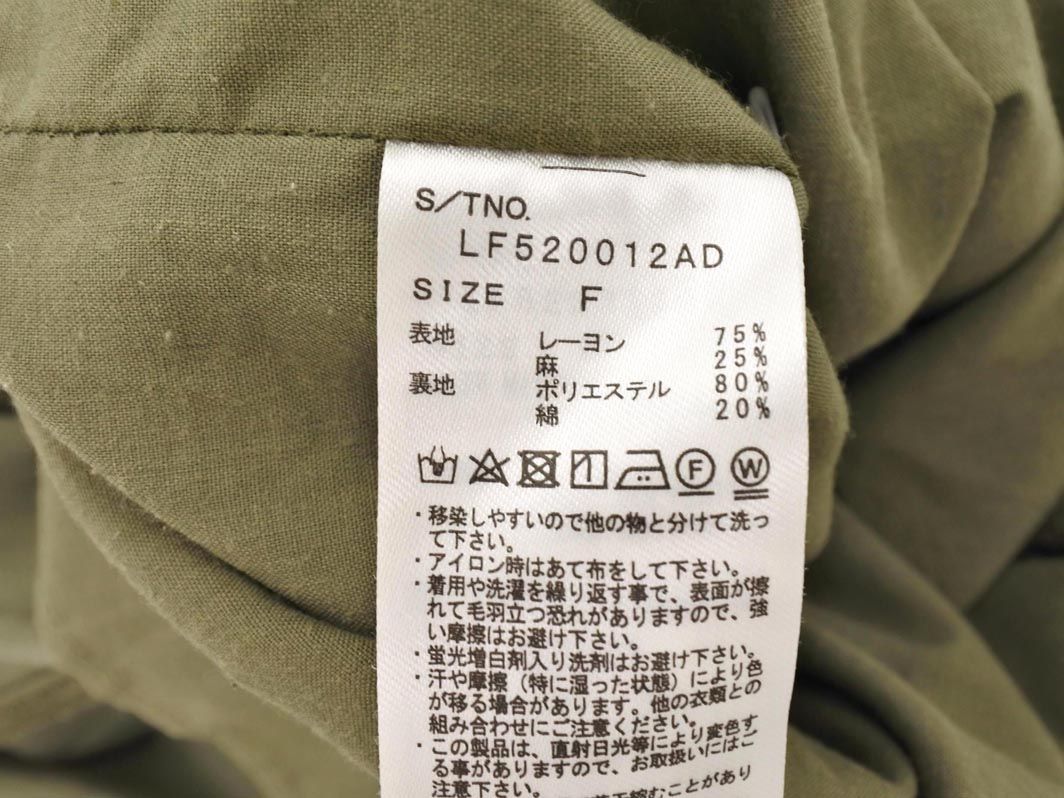 S/TNO.
LF520012AD
SIZE F
表地 レーヨン 75%
麻 25%
裏地 ポリエステル 80%
綿 20%
F W
・移染しやすいので他の物と分けて洗っ
て下さい。
・アイロン時はあて布をして下さい。
・着用や洗濯を繰り返す事で、表面が擦
れて毛羽立つ恐れがありますので、強
い摩擦はお避け下さい。
・蛍光増白剤入り洗剤はお避け下さい。
・汗や摩擦（特に湿った状態）により色
が移る場合があります。他の衣類との
組み合わせにご注意ください。
・この製品は、直射日光等により変色す
る事がありますので、お取扱いにはご
注意下さい。
縮むことがあり